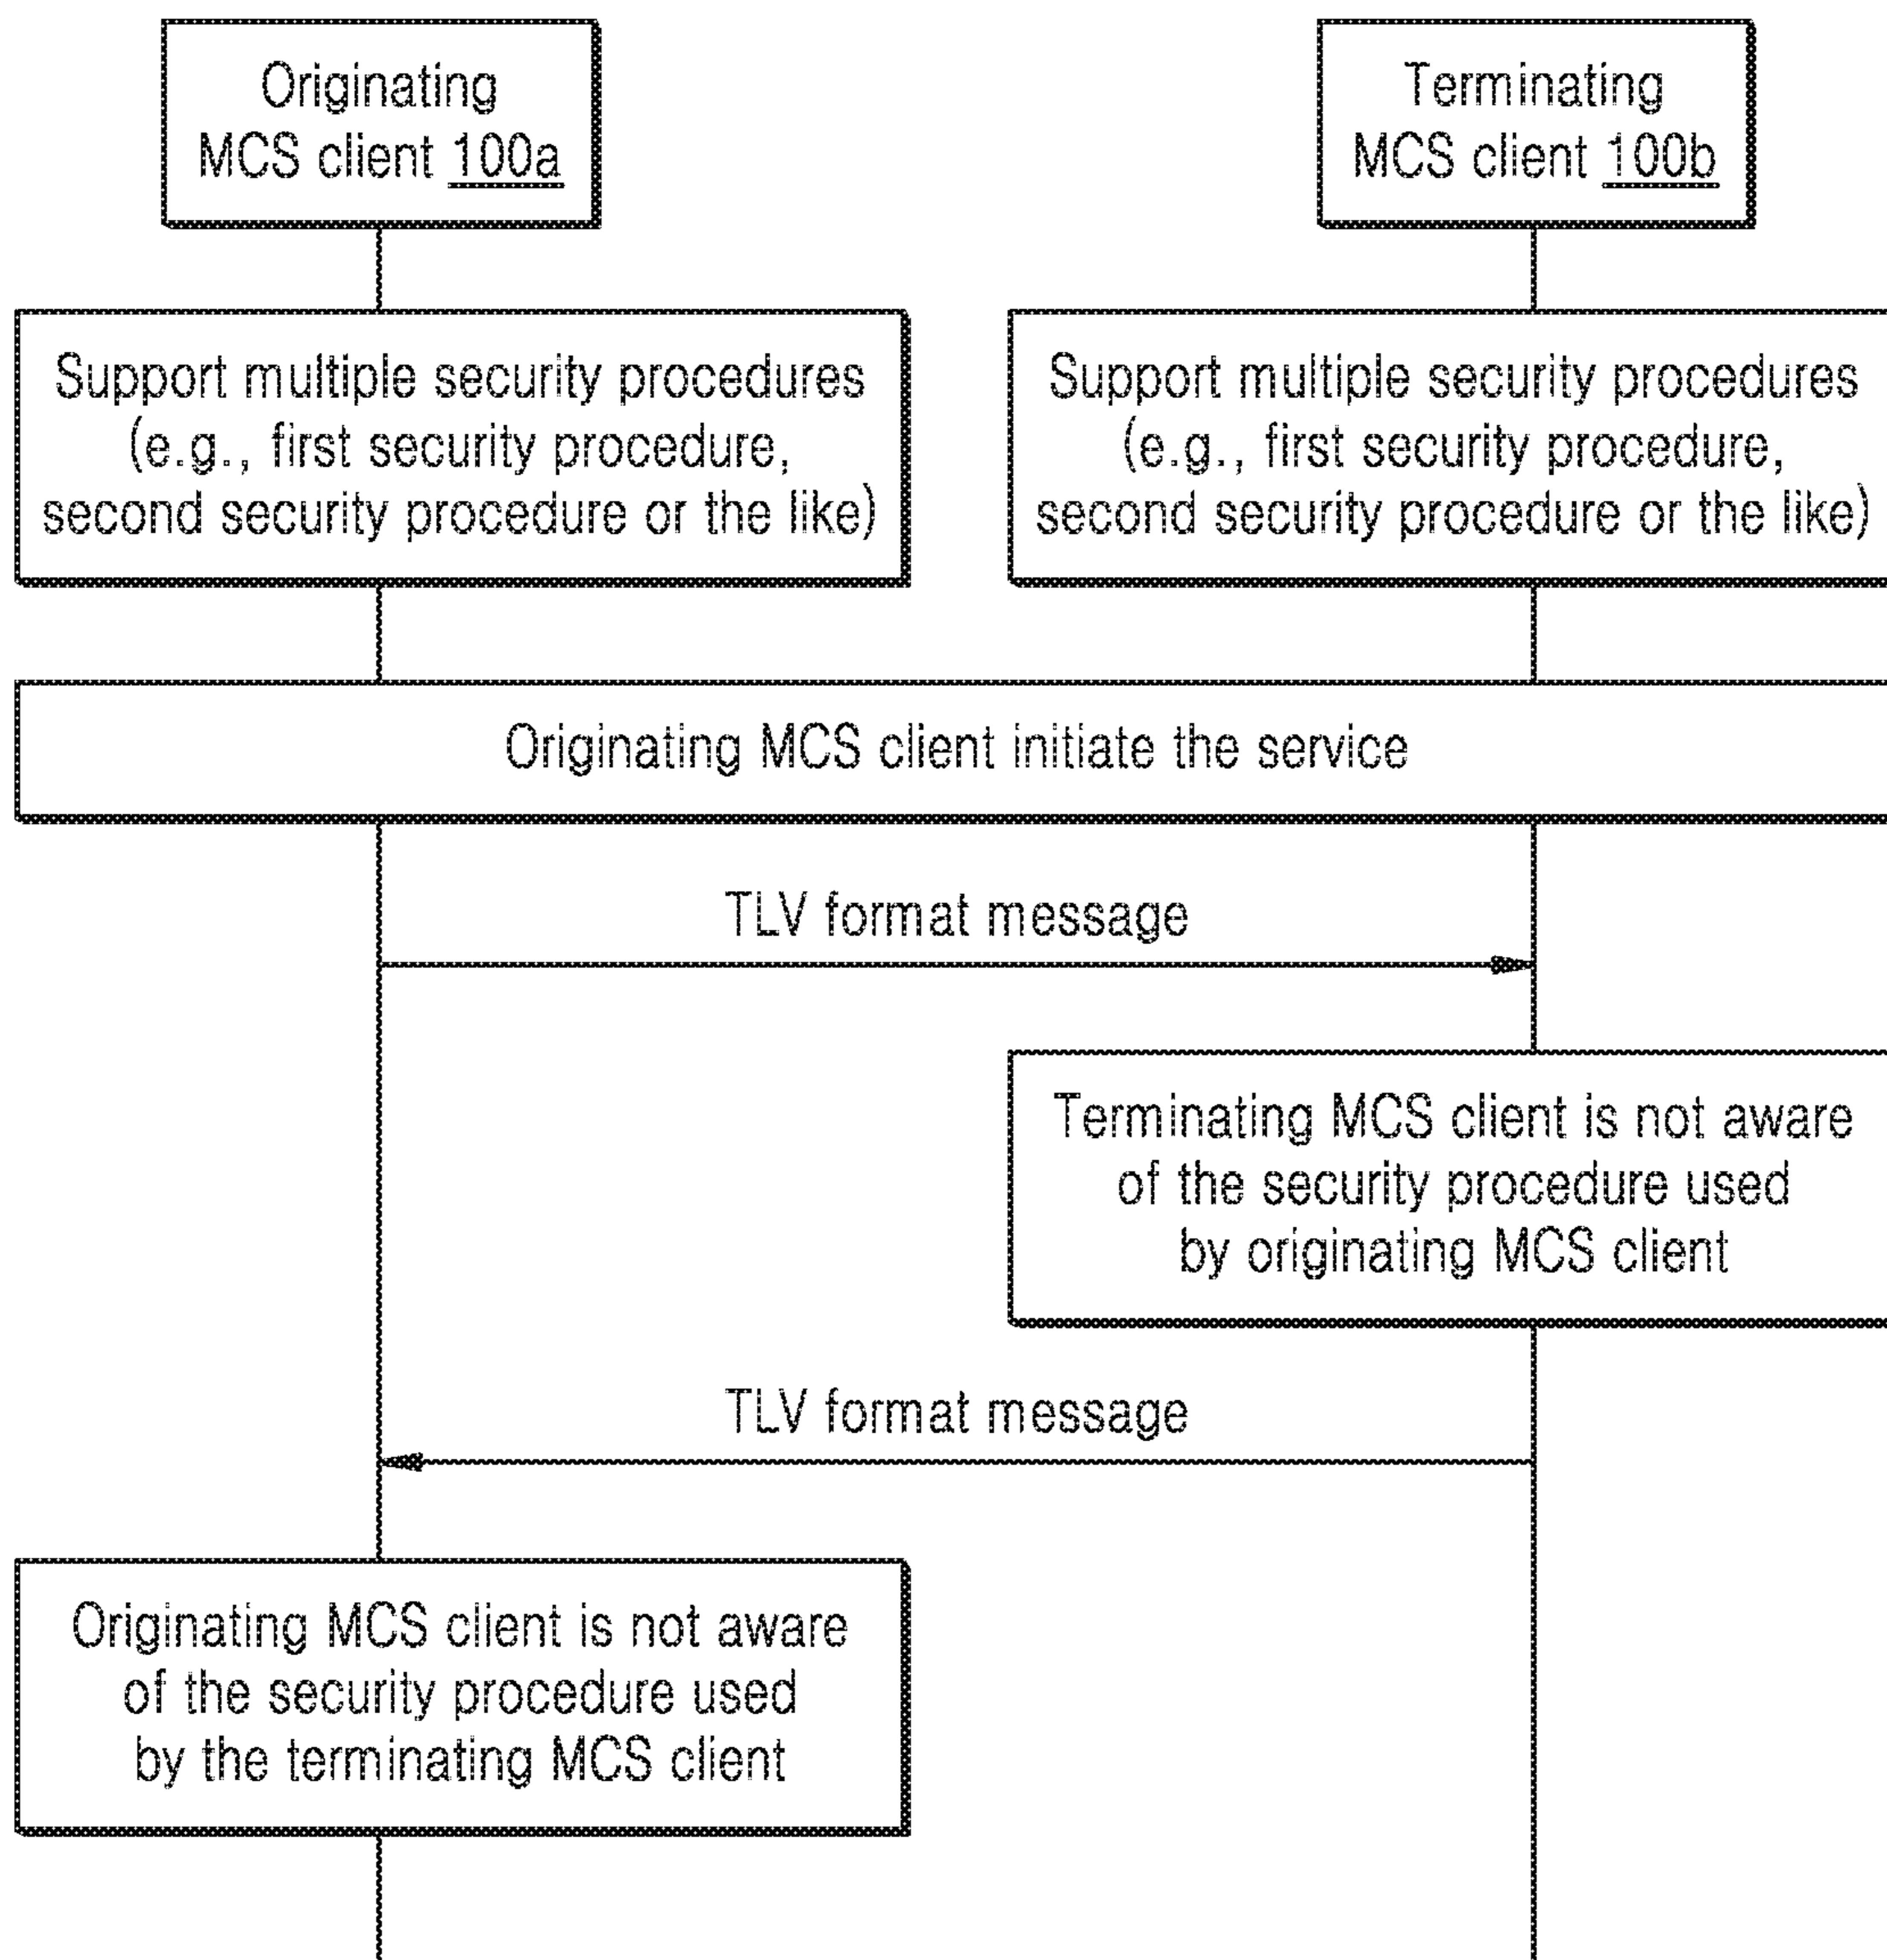 Originating
MCS client 100a
Terminating
MCS client 100b
Support multiple security procedures
(e.g., first security procedure,
second security procedure or the like)
Support multiple security procedures
(e.g., first security procedure,
second security procedure or the like)
Originating MCS client initiate the service
TLV format message
Terminating MCS client is not aware
of the security procedure used
by originating MCS client
TLV format message
Originating MCS client is not aware
of the security procedure used
by the terminating MCS client